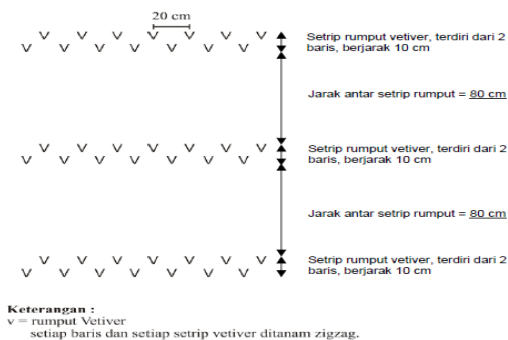 20 cm
V V V V V V V
V V V V V V V
Setrip rumput vetiver, terdiri dari 2
baris, berjarak 10 cm
Jarak antar setrip rumput = 80 cm
V V V V V V V
V V V V V V V
Setrip rumput vetiver, terdiri dari 2
baris, berjarak 10 cm
Jarak antar setrip rumput = 80 cm
V V V V V V V
V V V V V V V
Setrip rumput vetiver, terdiri dari 2
baris, berjarak 10 cm
Keterangan :
v = rumput Vetiver
setiap baris dan setiap setrip vetiver ditanam zigzag.